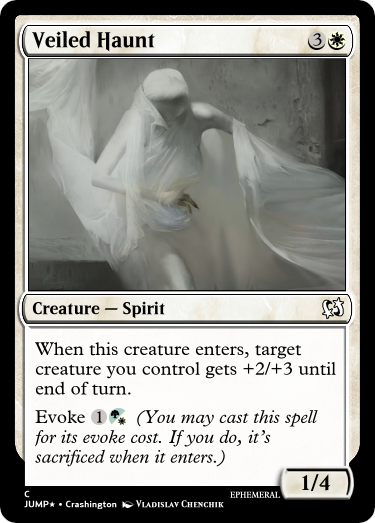 Veiled Haunt 3
Creature — Spirit
When this creature enters, target
creature you control gets +2/+3 until
end of turn.
Evoke 1 (You may cast this spell
for its evoke cost. If you do, it's
sacrificed when it enters.)
1/4
C EPHEMERAL
JUMP★ • Crashington Vladislav Chenchik